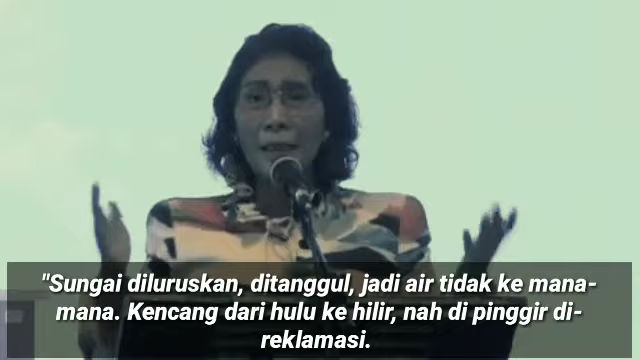 "Sungai diluruskan, ditanggul, jadi air tidak ke mana-
mana. Kencang dari hulu ke hilir, nah di pinggir di-
reklamasi.